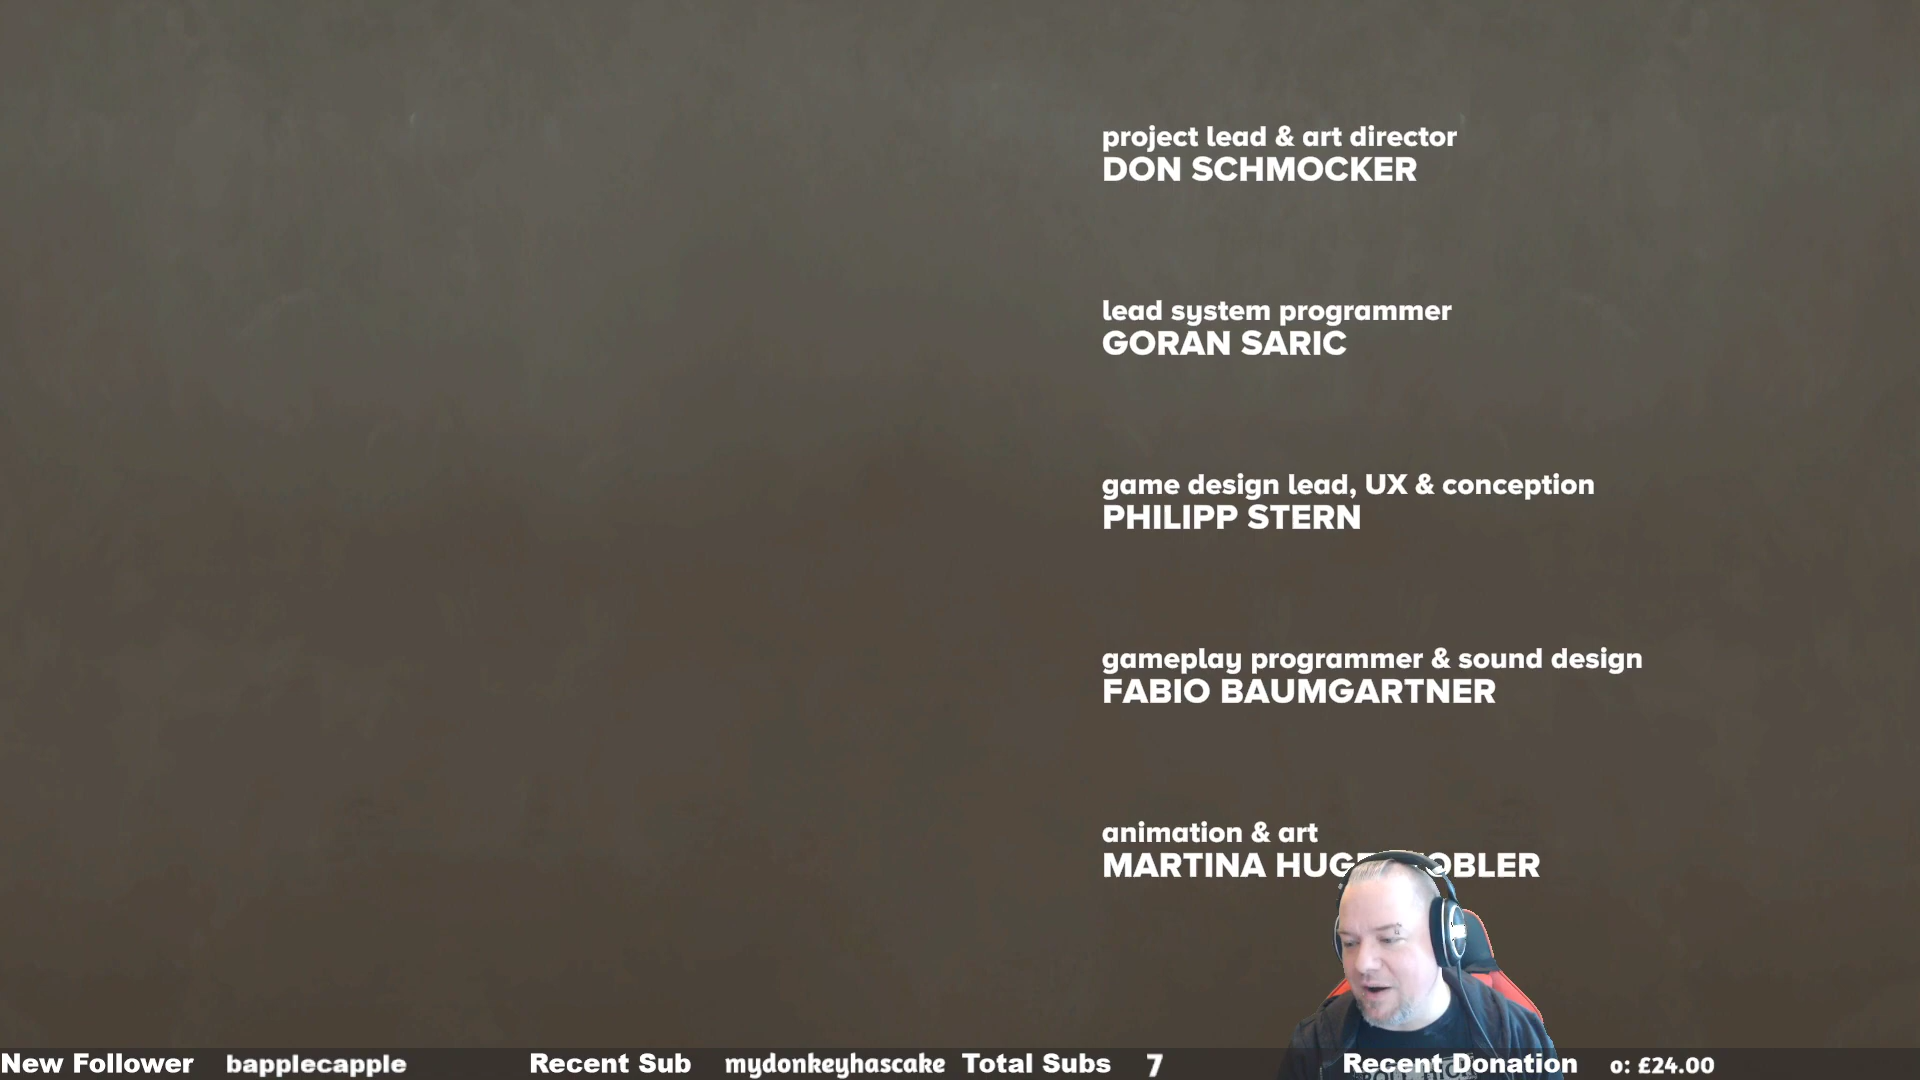 project lead & art director
DON SCHMOCKER
lead system programmer
GORAN SARIC
game design lead, UX & conception
PHILIPP STERN
gameplay programmer & sound design
FABIO BAUMGARTNER
animation & art
MARTINA
New Follower bapplecapple Recent Sub mydonkeyhascake Total Subs 7 Recent Donation o: £24.00